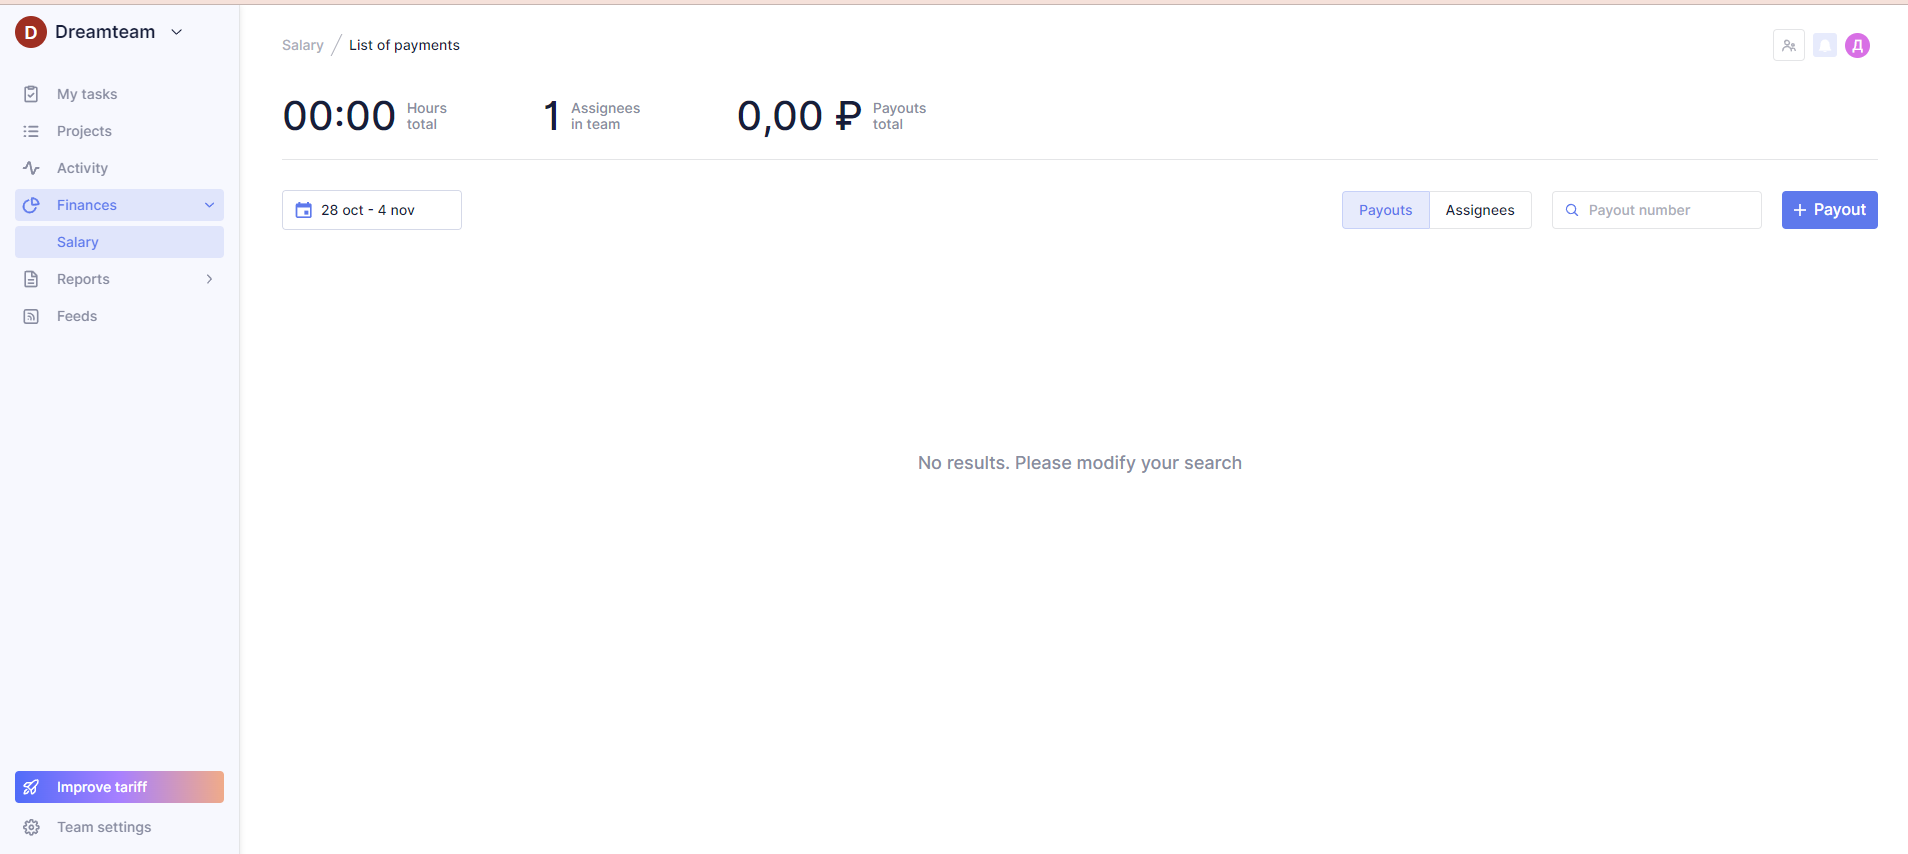 D Dreamteam
My tasks
Projects
Activity
Finances
Salary
Reports
Feeds
Improve tariff
Team settings
Salary / List of payments
Д
00:00 Hours total
1 Assignees in team
0,00 ₽ Payouts total
28 oct - 4 nov
Payouts Assignees
Payout number
+ Payout
No results. Please modify your search